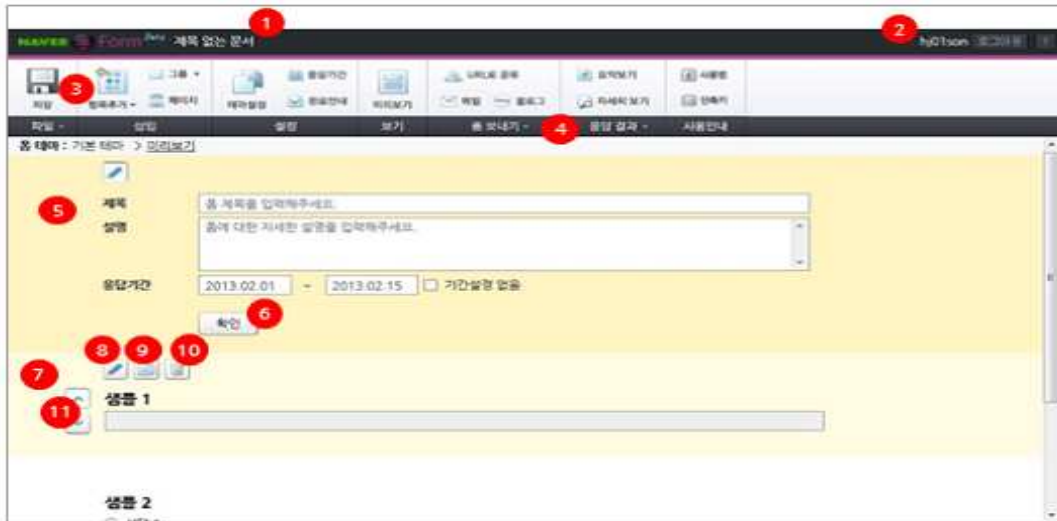 1
2
NAVER Form Beta 제목 없는 문서
hj01son 로그아웃
3
그룹
응답기간
URL로 공유
요약보기
사용법
저장
항목추가
페이지
테마설정
완료안내
미리보기
메일
블로그
자세히 보기
단축키
파일
삽입
설정
보기
폼 보내기
4
응답 결과
사용안내
폼 테마 : 기본 테마 > 미리보기
5
제목
폼 제목을 입력해주세요.
설명
폼에 대한 자세한 설명을 입력해주세요.
응답기간
2013.02.01 ~ 2013.02.15 기간설정 없음
확인
6
8 9 10
7
샘플 1
11
샘플 2